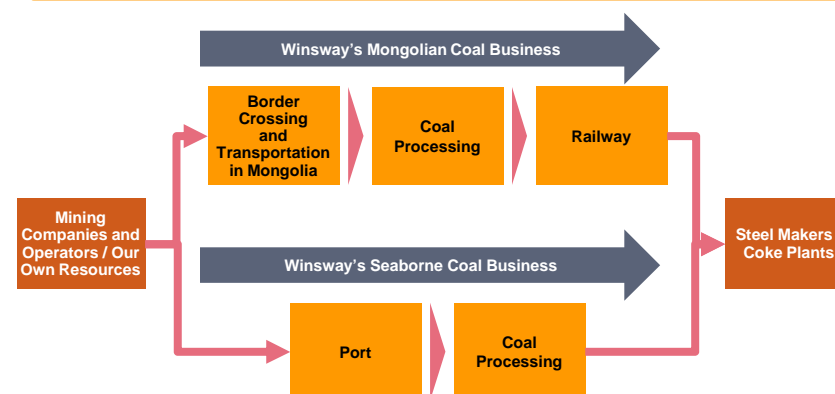 Winsway's Mongolian Coal Business
Border
Crossing
and
Transportation
in Mongolia
Coal
Processing
Railway
Mining
Companies and
Operators / Our
Own Resources
Steel Makers
Coke Plants
Winsway's Seaborne Coal Business
Port
Coal
Processing